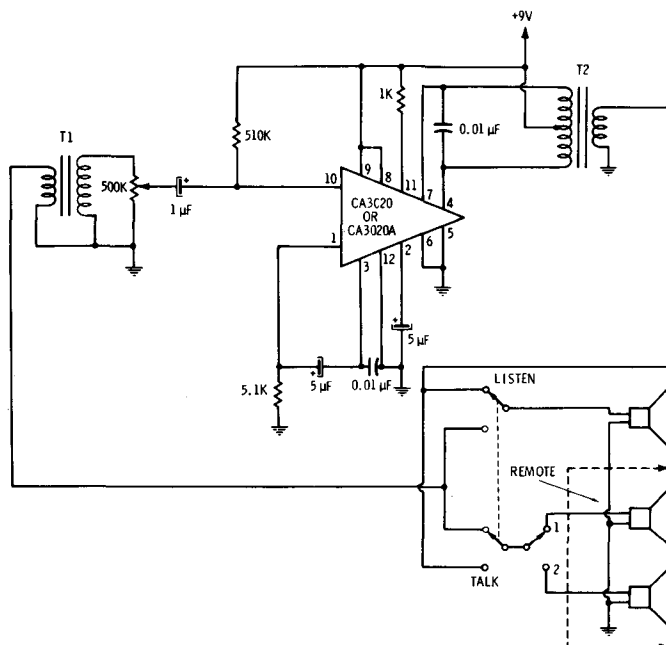 +9V
T2
1K
T1
510K
0.01 µF
500K
+
1 µF
10
9
8
11
7
4
CA3C20
OR
CA3020A
1
3
12
2
6
5
+
5 µF
+
5 µF
0.01 µF
5.1K
LISTEN
REMOTE
1
2
TALK